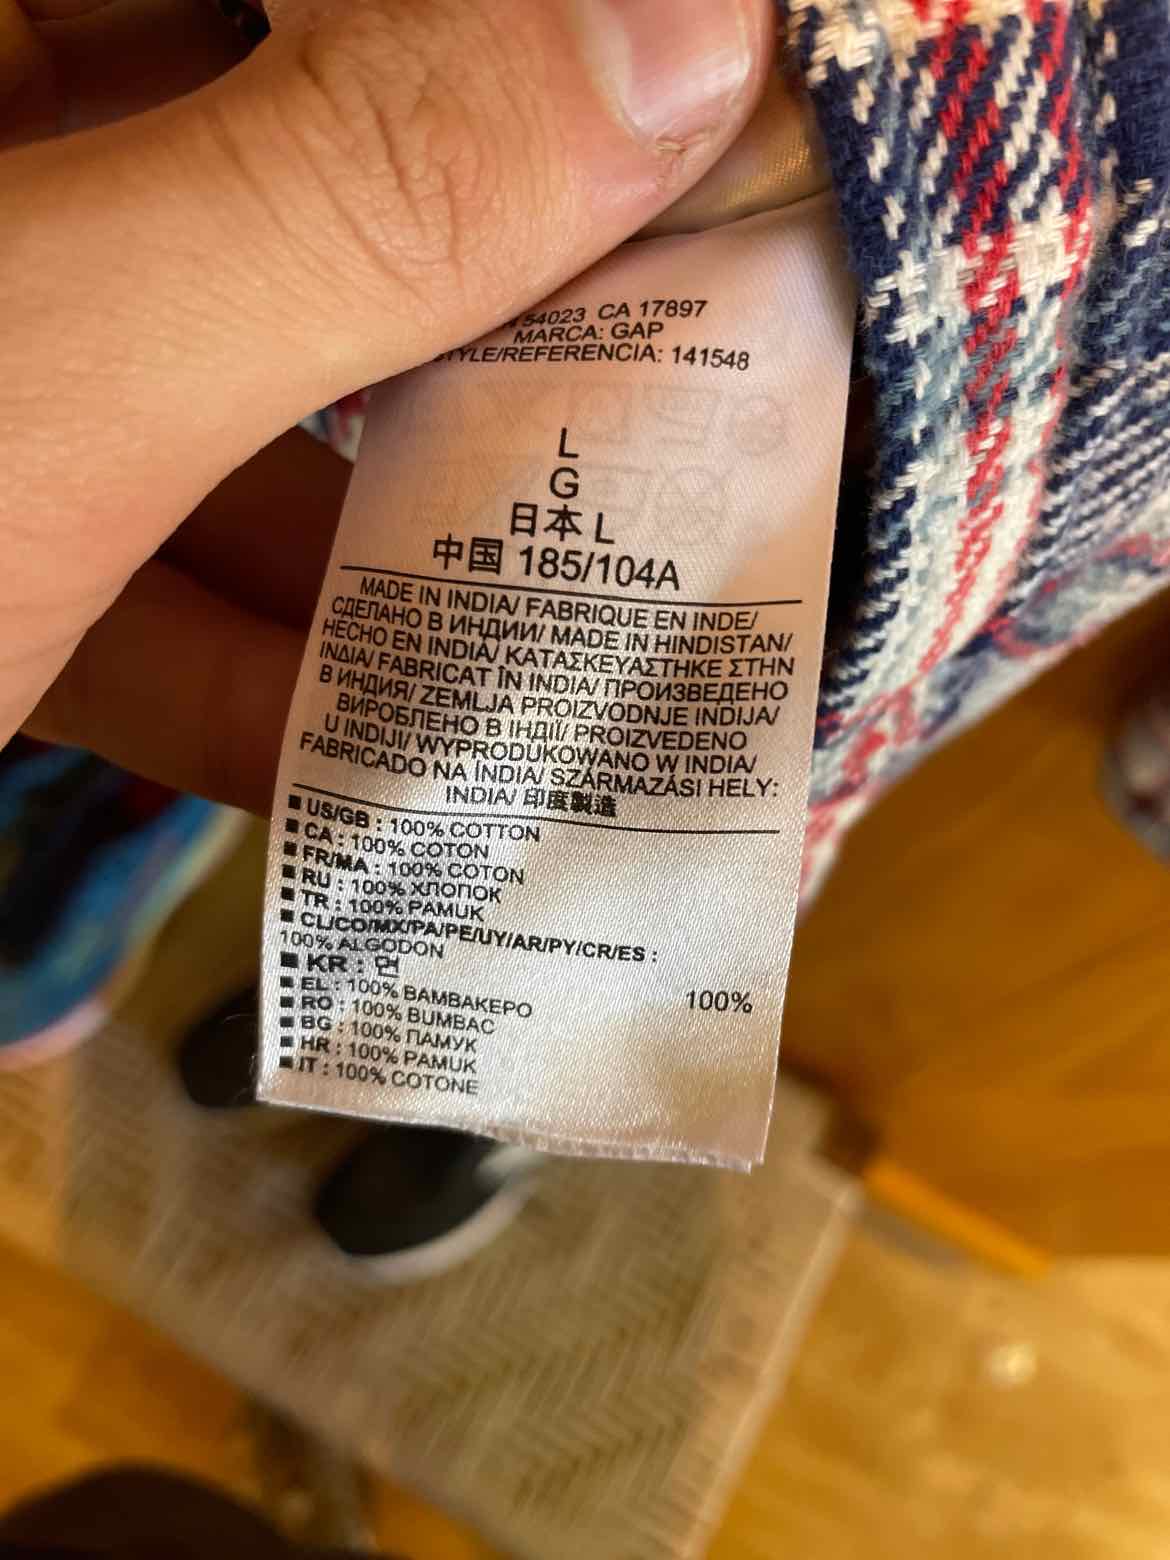 54023 CA 17897
MARCA: GAP
STYLE/REFERENCIA: 141548
L
G
日本 L
中国 185/104A
MADE IN INDIA/ FABRIQUE EN INDE/
СДЕЛАНО В ИНДИИ/ MADE IN HINDISTAN/
HECHO EN INDIA/ ΚΑΤΑΣΚΕΥΑΣΤΗΚΕ ΣΤΗΝ
ΙΝΔΙΑ/ FABRICAT ÎN INDIA/ ПРОИЗВЕДЕНО
В ИНДИЯ/ ZEMLJA PROIZVODNJE INDIJA/
ВИРОБЛЕНО В ІНДІЇ/ PROIZVEDENO
U INDIJI/ WYPRODUKOWANO W INDIA/
FABRICADO NA ÍNDIA/ SZÁRMAZÁSI HELY:
INDIA/ 印度製造
■ US/GB : 100% COTTON
■ CA : 100% COTON
■ FR/MA : 100% COTON
■ RU : 100% ХЛОПОК
■ TR : 100% PAMUK
■ CL/CO/MX/PA/PE/UY/AR/PY/CR/ES :
100% ALGODON
■ KR : 면 100%
■ EL : 100% ΒΑΜΒΑΚΕΡΟ
■ RO : 100% BUMBAC
■ BG : 100% ПАМУК
■ HR : 100% PAMUK
■ IT : 100% COTONE